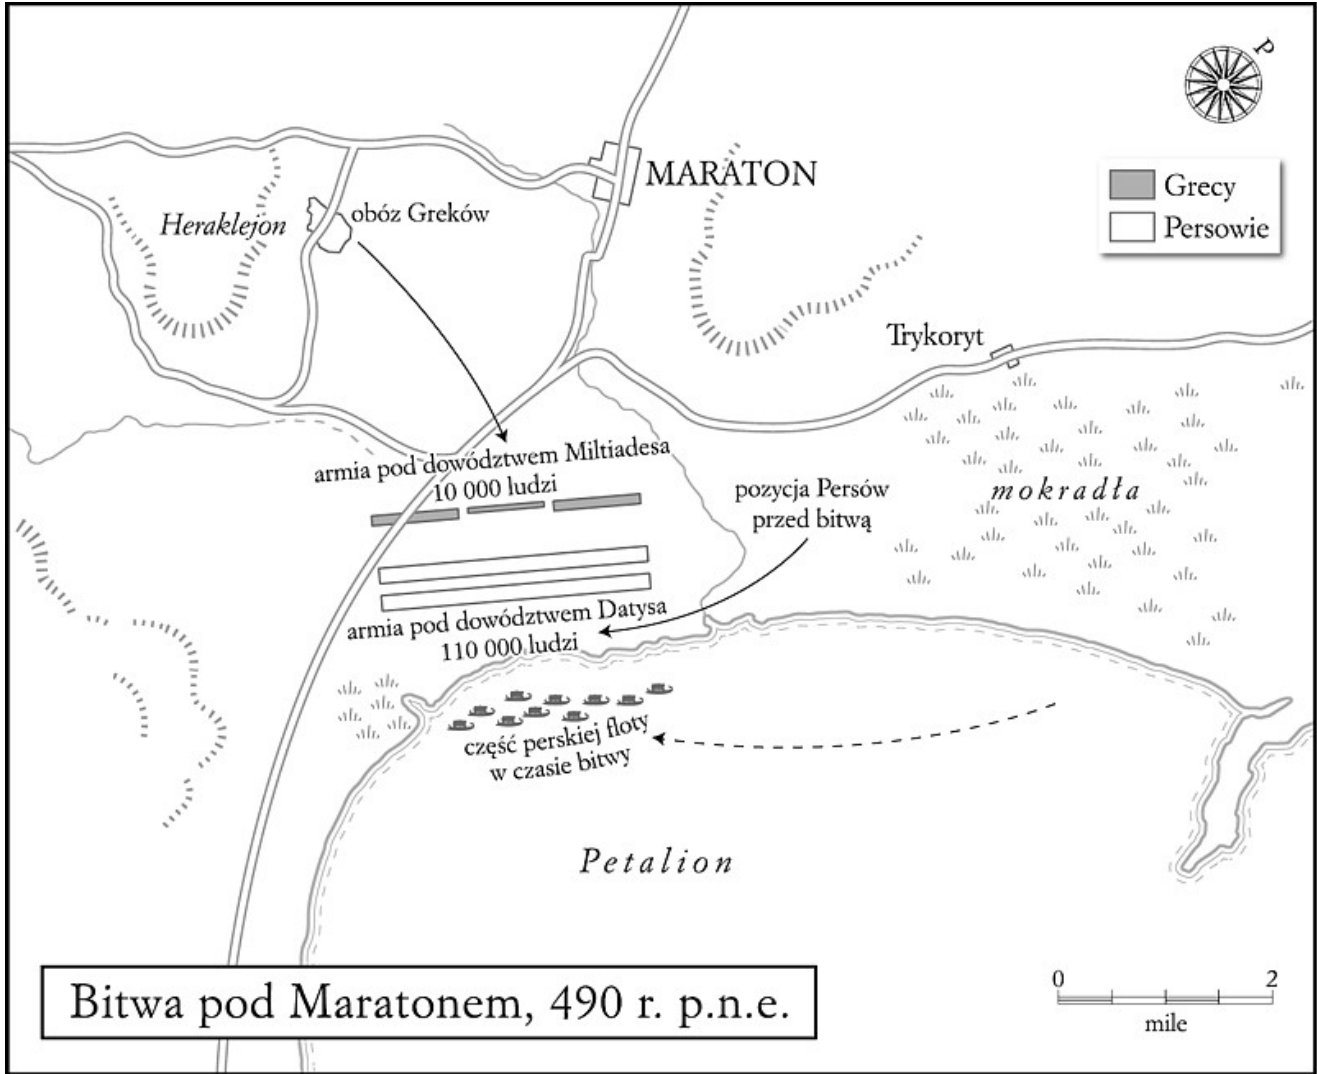 P
MARATON
Grecy
Persowie
Heraklejon
obóz Greków
Trykoryt
armia pod dowództwem Miltiadesa
10 000 ludzi
pozycja Persów
przed bitwą
mokradła
armia pod dowództwem Datysa
110 000 ludzi
część perskiej floty
w czasie bitwy
Petalion
Bitwa pod Maratonem, 490 r. p.n.e.
0 2
mile